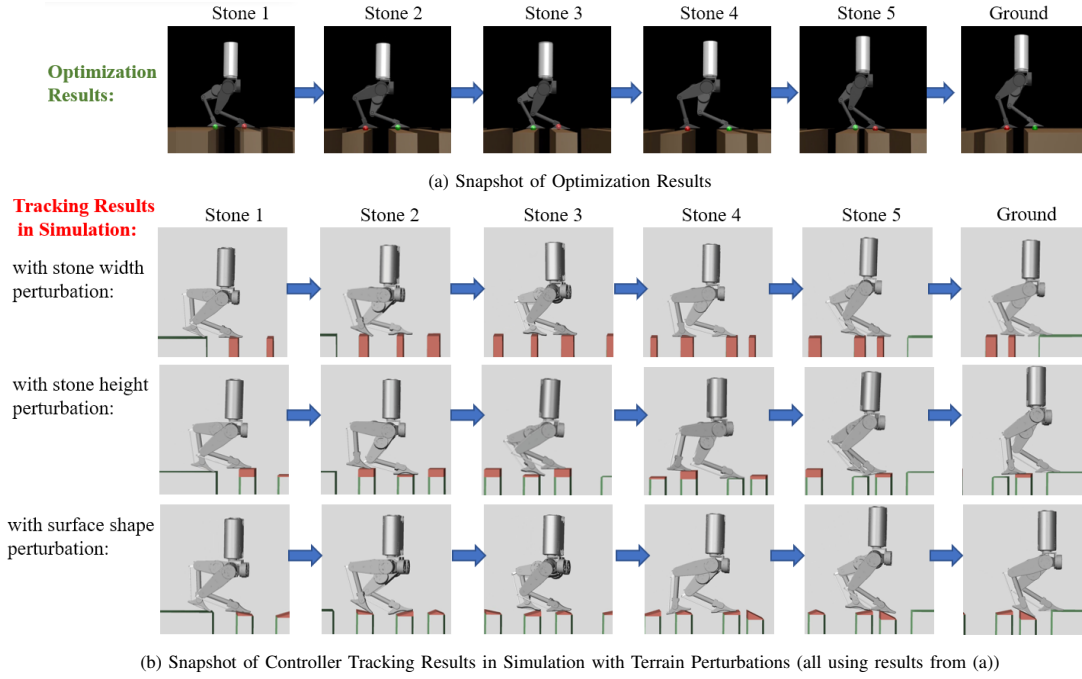 Stone 1 Stone 2 Stone 3 Stone 4 Stone 5 Ground
Optimization
Results:
(a) Snapshot of Optimization Results
Tracking Results
in Simulation:
Stone 1 Stone 2 Stone 3 Stone 4 Stone 5 Ground
with stone width
perturbation:
with stone height
perturbation:
with surface shape
perturbation:
(b) Snapshot of Controller Tracking Results in Simulation with Terrain Perturbations (all using results from (a))